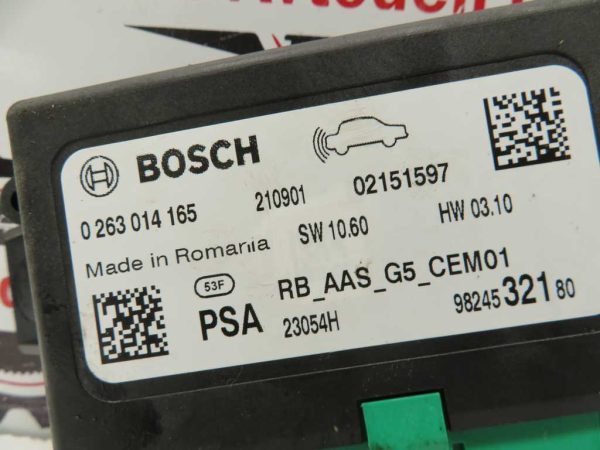 BOSCH
0 263 014 165
210901
02151597
Made in Romania
SW 10.60
HW 03.10
53F
RB_AAS_G5_CEM01
PSA
23054H
98245 321 80